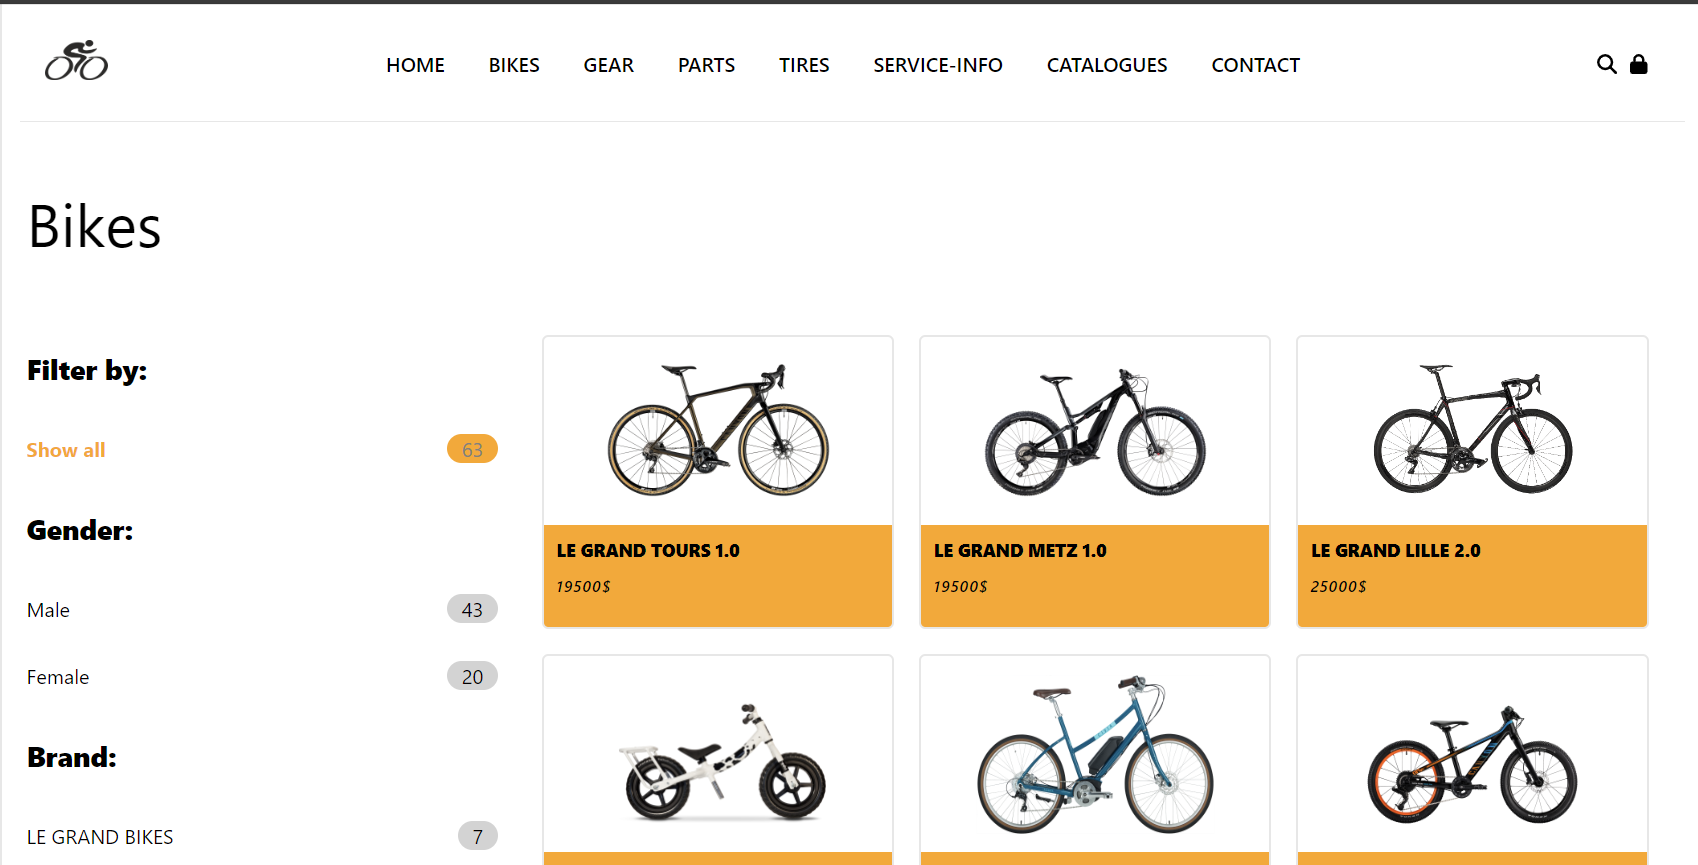 HOME BIKES GEAR PARTS TIRES SERVICE-INFO CATALOGUES CONTACT
Bikes
Filter by:
Show all 63
Gender:
Male 43
Female 20
Brand:
LE GRAND BIKES 7
LE GRAND TOURS 1.0
19500$
LE GRAND METZ 1.0
19500$
LE GRAND LILLE 2.0
25000$